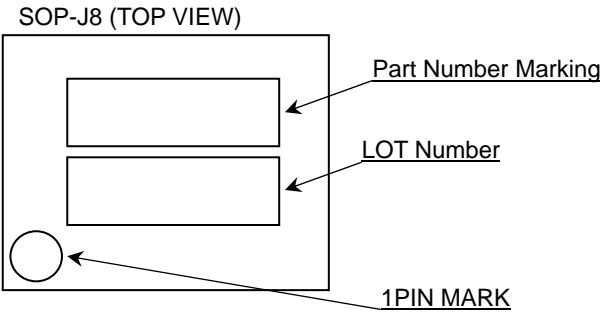 SOP-J8 (TOP VIEW)
Part Number Marking
LOT Number
1PIN MARK